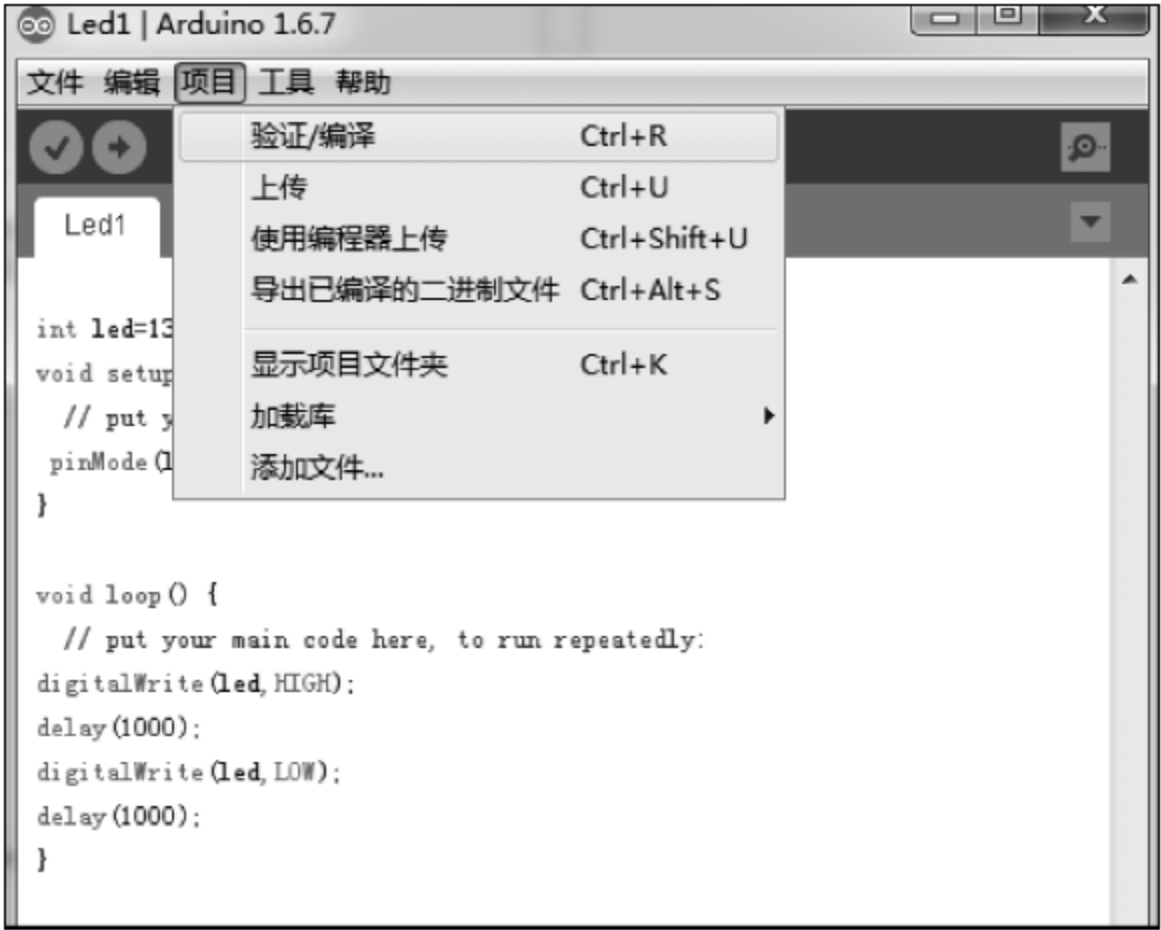 Led1 | Arduino 1.6.7
文件 编辑 项目 工具 帮助
验证/编译 Ctrl+R
上传 Ctrl+U
使用编程器上传 Ctrl+Shift+U
导出已编译的二进制文件 Ctrl+Alt+S
显示项目文件夹 Ctrl+K
加载库
添加文件...
Led1
int led=13
void setup
// put y
pinMode(l
}
void loop() {
// put your main code here, to run repeatedly:
digitalWrite(led,HIGH);
delay(1000);
digitalWrite(led,LOW);
delay(1000);
}